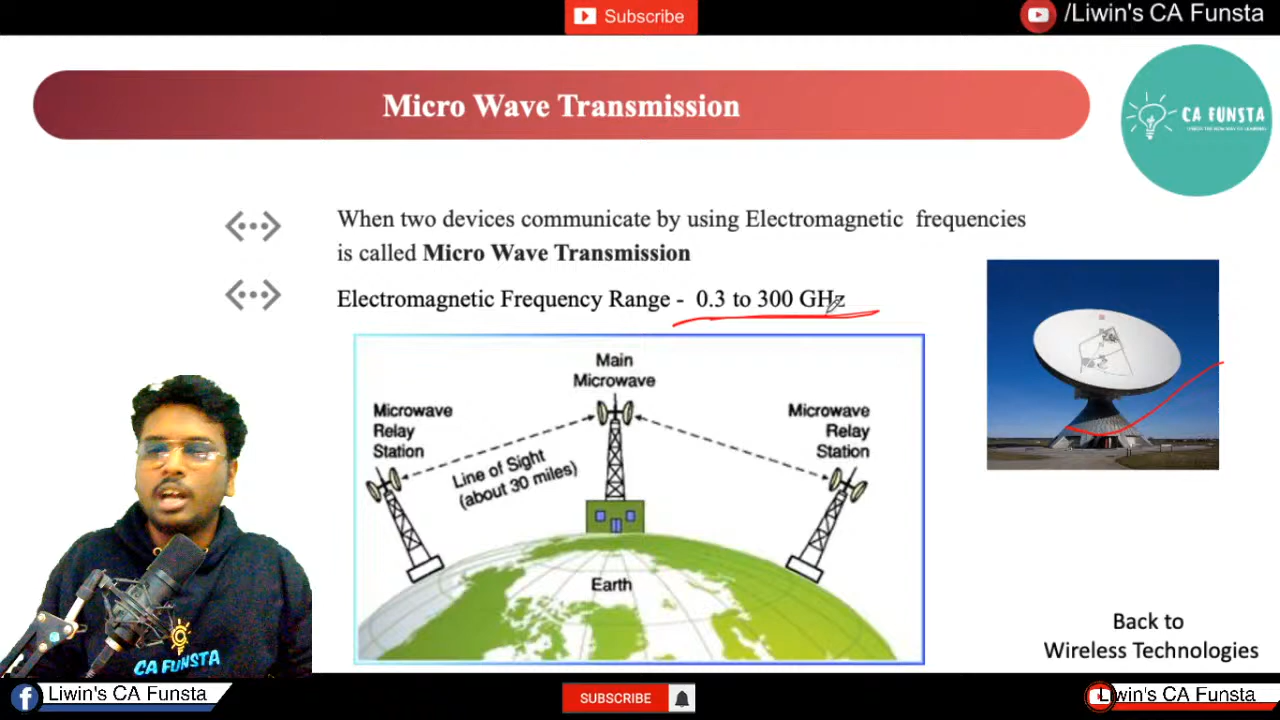 Subscribe
/Liwin's CA Funsta
Micro Wave Transmission
CA FUNSTA
When two devices communicate by using Electromagnetic frequencies
is called Micro Wave Transmission
Electromagnetic Frequency Range - 0.3 to 300 GHz
Main
Microwave
Microwave
Relay
Station
Microwave
Relay
Station
Line of Sight
(about 30 miles)
Earth
CA FUNSTA
Back to
Wireless Technologies
Liwin's CA Funsta
SUBSCRIBE
Liwin's CA Funsta